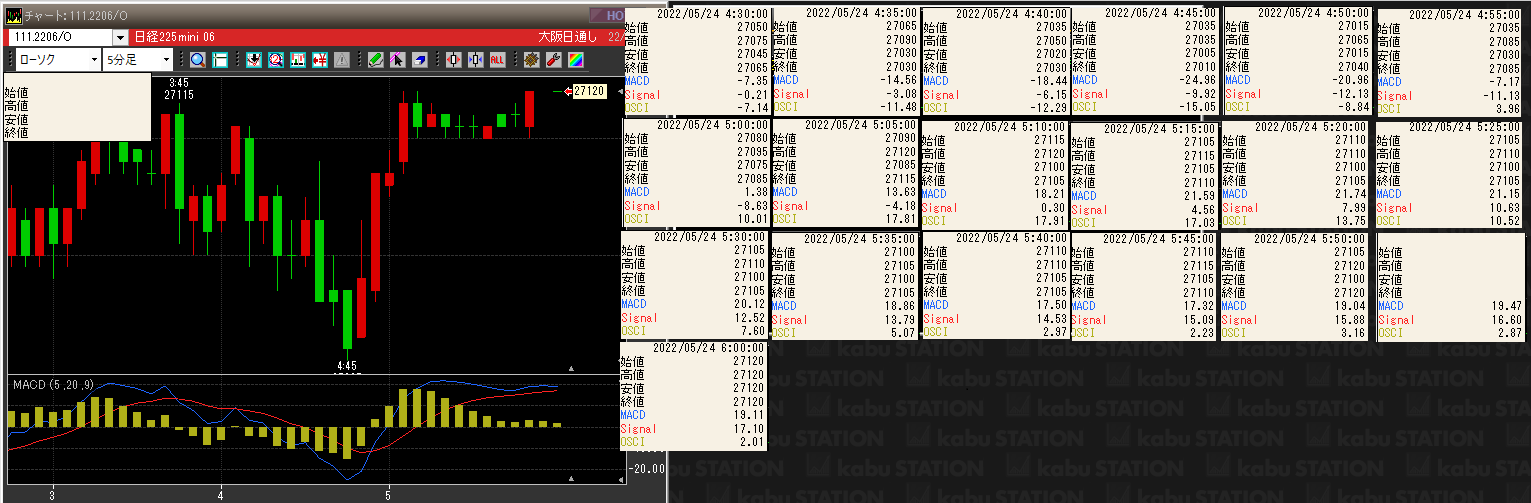 チャート: 111.2206/O
HO
111.2206/O
日経225mini 06
大阪日通し 22/
ローソク
5分足
ALL
始値
高値
安値
終値
3:45
27115
27120
4:45
MACD (5 ,20 ,9)
-20.00
3
4
5
2022/05/24 4:30:00
始値 27050
高値 27075
安値 27045
終値 27065
MACD -7.35
Signal -0.21
OSCI -7.14
2022/05/24 4:35:00
始値 27065
高値 27080
安値 27030
終値 27030
MACD -14.56
Signal -3.08
OSCI -11.48
2022/05/24 4:40:00
始値 27035
高値 27035
安値 27020
終値 27030
MACD -18.44
Signal -6.15
OSCI -12.29
2022/05/24 4:45:00
始値 27035
高値 27035
安値 27005
終値 27010
MACD -24.96
Signal -9.92
OSCI -15.05
2022/05/24 4:50:00
始値 27015
高値 27065
安値 27015
終値 27040
MACD -20.96
Signal -12.13
OSCI -8.84
2022/05/24 4:55:00
始値 27035
高値 27085
安値 27030
終値 27085
MACD -7.17
Signal -11.13
OSCI 3.96
2022/05/24 5:00:00
始値 27080
高値 27095
安値 27075
終値 27085
MACD 1.38
Signal -8.63
OSCI 10.01
2022/05/24 5:05:00
始値 27090
高値 27120
安値 27085
終値 27115
MACD 13.63
Signal -4.18
OSCI 17.81
2022/05/24 5:10:00
始値 27115
高値 27120
安値 27100
終値 27105
MACD 18.21
Signal 0.30
OSCI 17.91
2022/05/24 5:15:00
始値 27105
高値 27115
安値 27105
終値 27110
MACD 21.59
Signal 4.56
OSCI 17.03
2022/05/24 5:20:00
始値 27110
高値 27110
安値 27100
終値 27105
MACD 21.74
Signal 7.99
OSCI 13.75
2022/05/24 5:25:00
始値 27105
高値 27110
安値 27100
終値 27105
MACD 21.15
Signal 10.63
OSCI 10.52
2022/05/24 5:30:00
始値 27105
高値 27110
安値 27100
終値 27105
MACD 20.12
Signal 12.52
OSCI 7.60
2022/05/24 5:35:00
始値 27100
高値 27105
安値 27100
終値 27105
MACD 18.86
Signal 13.79
OSCI 5.07
2022/05/24 5:40:00
始値 27110
高値 27110
安値 27105
終値 27105
MACD 17.50
Signal 14.53
OSCI 2.97
2022/05/24 5:45:00
始値 27110
高値 27115
安値 27105
終値 27110
MACD 17.32
Signal 15.09
OSCI 2.23
2022/05/24 5:50:00
始値 27105
高値 27120
安値 27100
終値 27120
MACD 19.04
Signal 15.88
OSCI 3.16
始値
高値
安値
終値
MACD 19.47
Signal 16.60
OSCI 2.87
2022/05/24 6:00:00
始値 27120
高値 27120
安値 27120
終値 27120
MACD 19.11
Signal 17.10
OSCI 2.01
kabu STATION